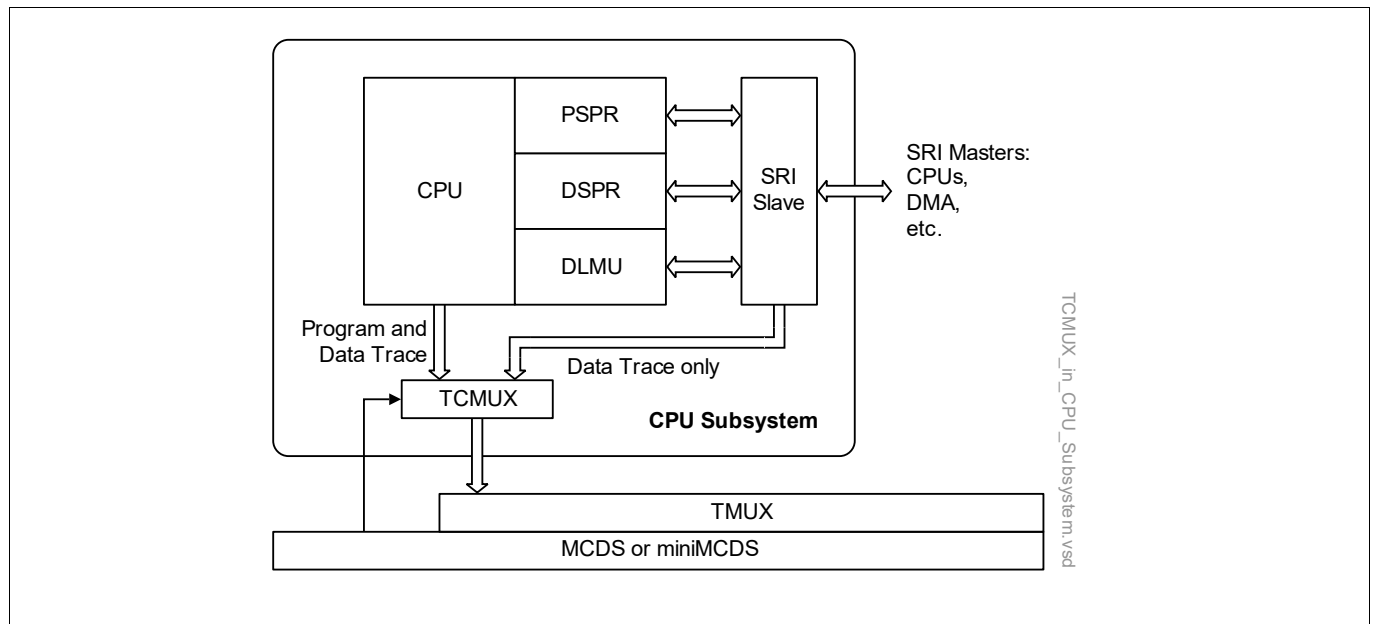 CPU
PSPR
DSPR
DLMU
SRI
Slave
SRI Masters:
CPUs,
DMA,
etc.
Program and
Data Trace
Data Trace only
TCMUX
CPU Subsystem
TMUX
MCDS or miniMCDS
TCMUX_in_CPU_Subsystem.vsd